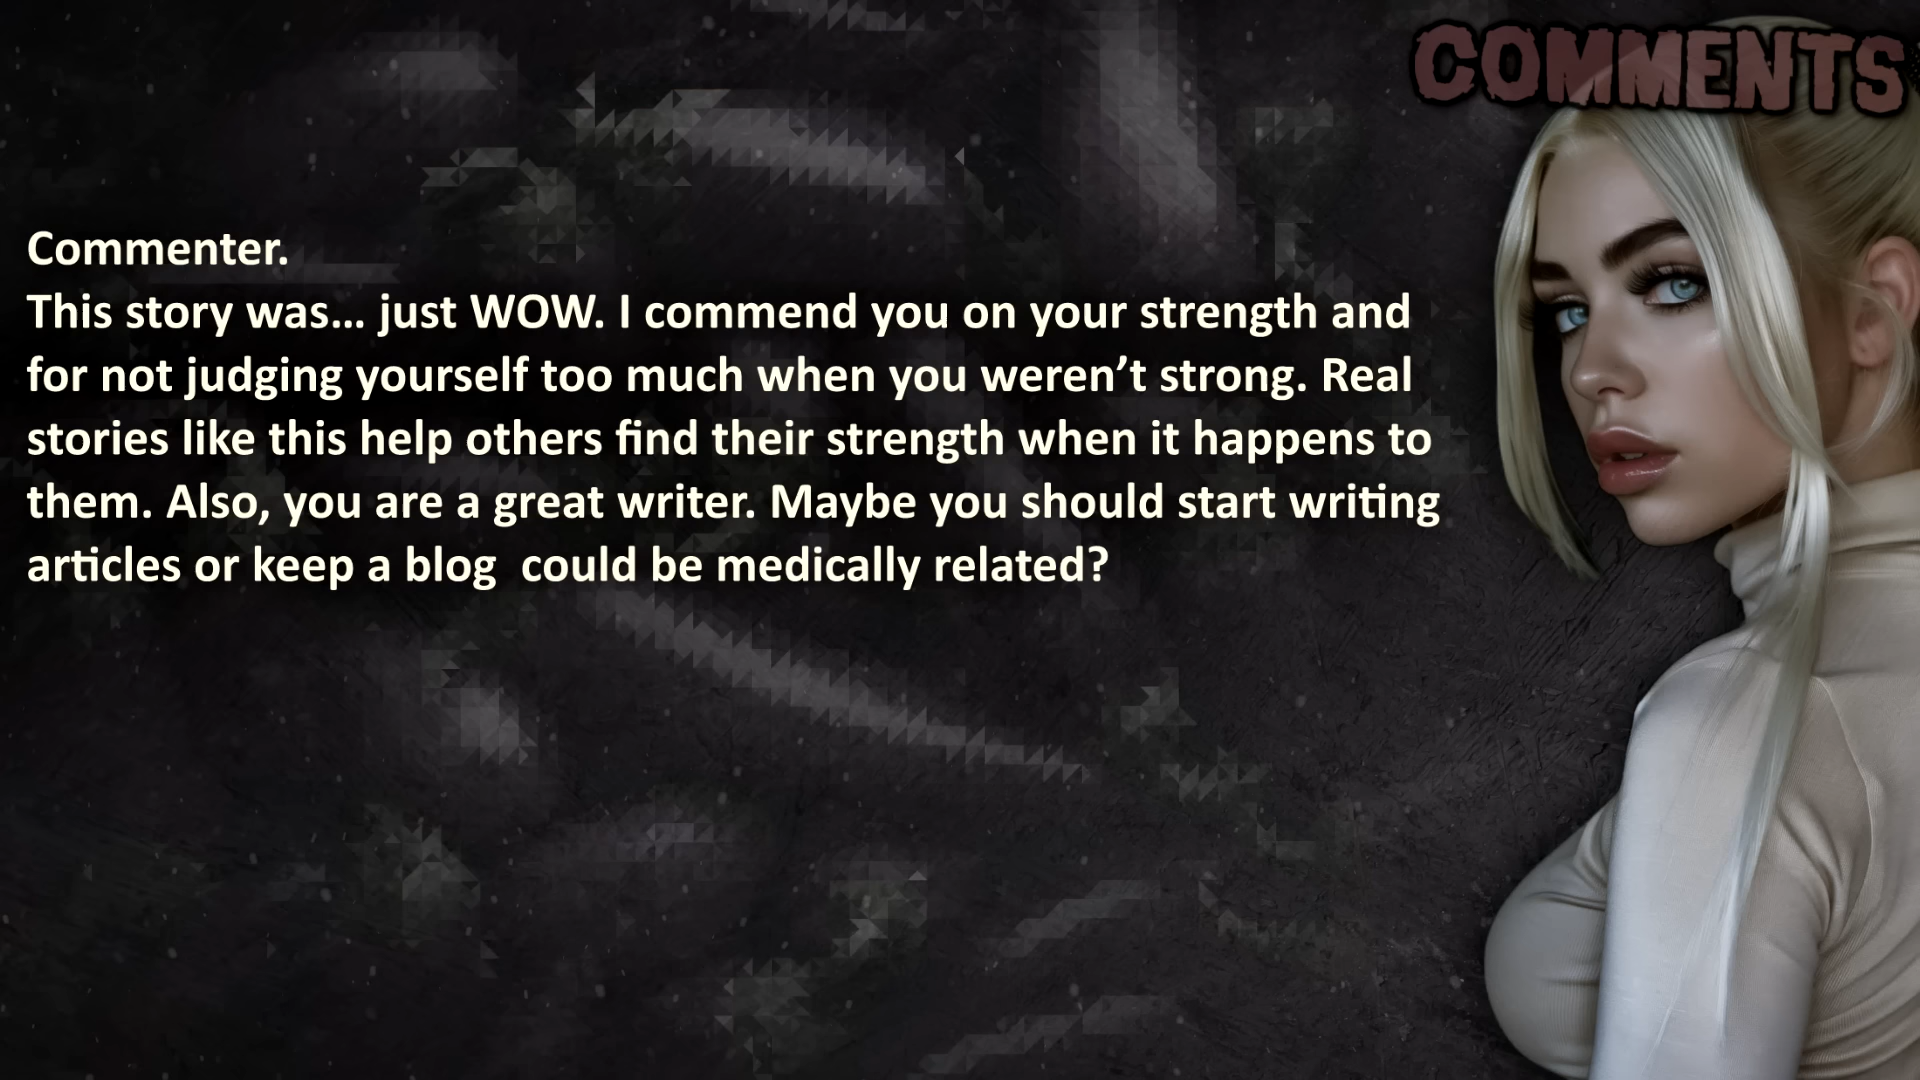 COMMENTS
Commenter.
This story was... just WOW. I commend you on your strength and
for not judging yourself too much when you weren’t strong. Real
stories like this help others find their strength when it happens to
them. Also, you are a great writer. Maybe you should start writing
articles or keep a blog  could be medically related?